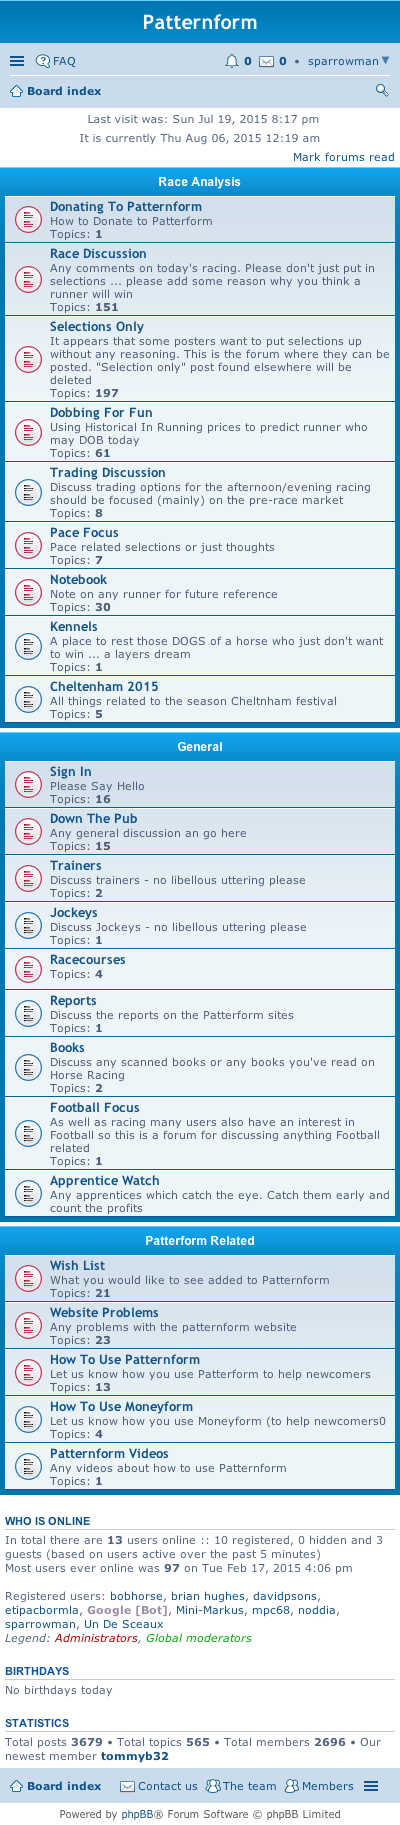 Patternform
FAQ
0 0 • sparrowman
Board index
Last visit was: Sun Jul 19, 2015 8:17 pm
It is currently Thu Aug 06, 2015 12:19 am
Mark forums read
Race Analysis
Donating To Patternform
How to Donate to Patterform
Topics: 1
Race Discussion
Any comments on today's racing. Please don't just put in
selections ... please add some reason why you think a
runner will win
Topics: 151
Selections Only
It appears that some posters want to put selections up
without any reasoning. This is the forum where they can be
posted. "Selection only" post found elsewhere will be
deleted
Topics: 197
Dobbing For Fun
Using Historical In Running prices to predict runner who
may DOB today
Topics: 61
Trading Discussion
Discuss trading options for the afternoon/evening racing
should be focused (mainly) on the pre-race market
Topics: 8
Pace Focus
Pace related selections or just thoughts
Topics: 7
Notebook
Note on any runner for future reference
Topics: 30
Kennels
A place to rest those DOGS of a horse who just don't want
to win ... a layers dream
Topics: 1
Cheltenham 2015
All things related to the season Cheltnham festival
Topics: 5
General
Sign In
Please Say Hello
Topics: 16
Down The Pub
Any general discussion an go here
Topics: 15
Trainers
Discuss trainers - no libellous uttering please
Topics: 2
Jockeys
Discuss Jockeys - no libellous uttering please
Topics: 1
Racecourses
Topics: 4
Reports
Discuss the reports on the Patterform sites
Topics: 1
Books
Discuss any scanned books or any books you've read on
Horse Racing
Topics: 2
Football Focus
As well as racing many users also have an interest in
Football so this is a forum for discussing anything Football
related
Topics: 1
Apprentice Watch
Any apprentices which catch the eye. Catch them early and
count the profits
Patterform Related
Wish List
What you would like to see added to Patternform
Topics: 21
Website Problems
Any problems with the patternform website
Topics: 23
How To Use Patternform
Let us know how you use Patterform to help newcomers
Topics: 13
How To Use Moneyform
Let us know how you use Moneyform (to help newcomers0
Topics: 4
Patternform Videos
Any videos about how to use Patternform
Topics: 1
WHO IS ONLINE
In total there are 13 users online :: 10 registered, 0 hidden and 3
guests (based on users active over the past 5 minutes)
Most users ever online was 97 on Tue Feb 17, 2015 4:06 pm
Registered users: bobhorse, brian hughes, davidpsons,
etipacbormla, Google [Bot], Mini-Markus, mpc68, noddia,
sparrowman, Un De Sceaux
Legend: Administrators, Global moderators
BIRTHDAYS
No birthdays today
STATISTICS
Total posts 3679 • Total topics 565 • Total members 2696 • Our
newest member tommyb32
Board index Contact us The team Members
Powered by phpBB® Forum Software © phpBB Limited